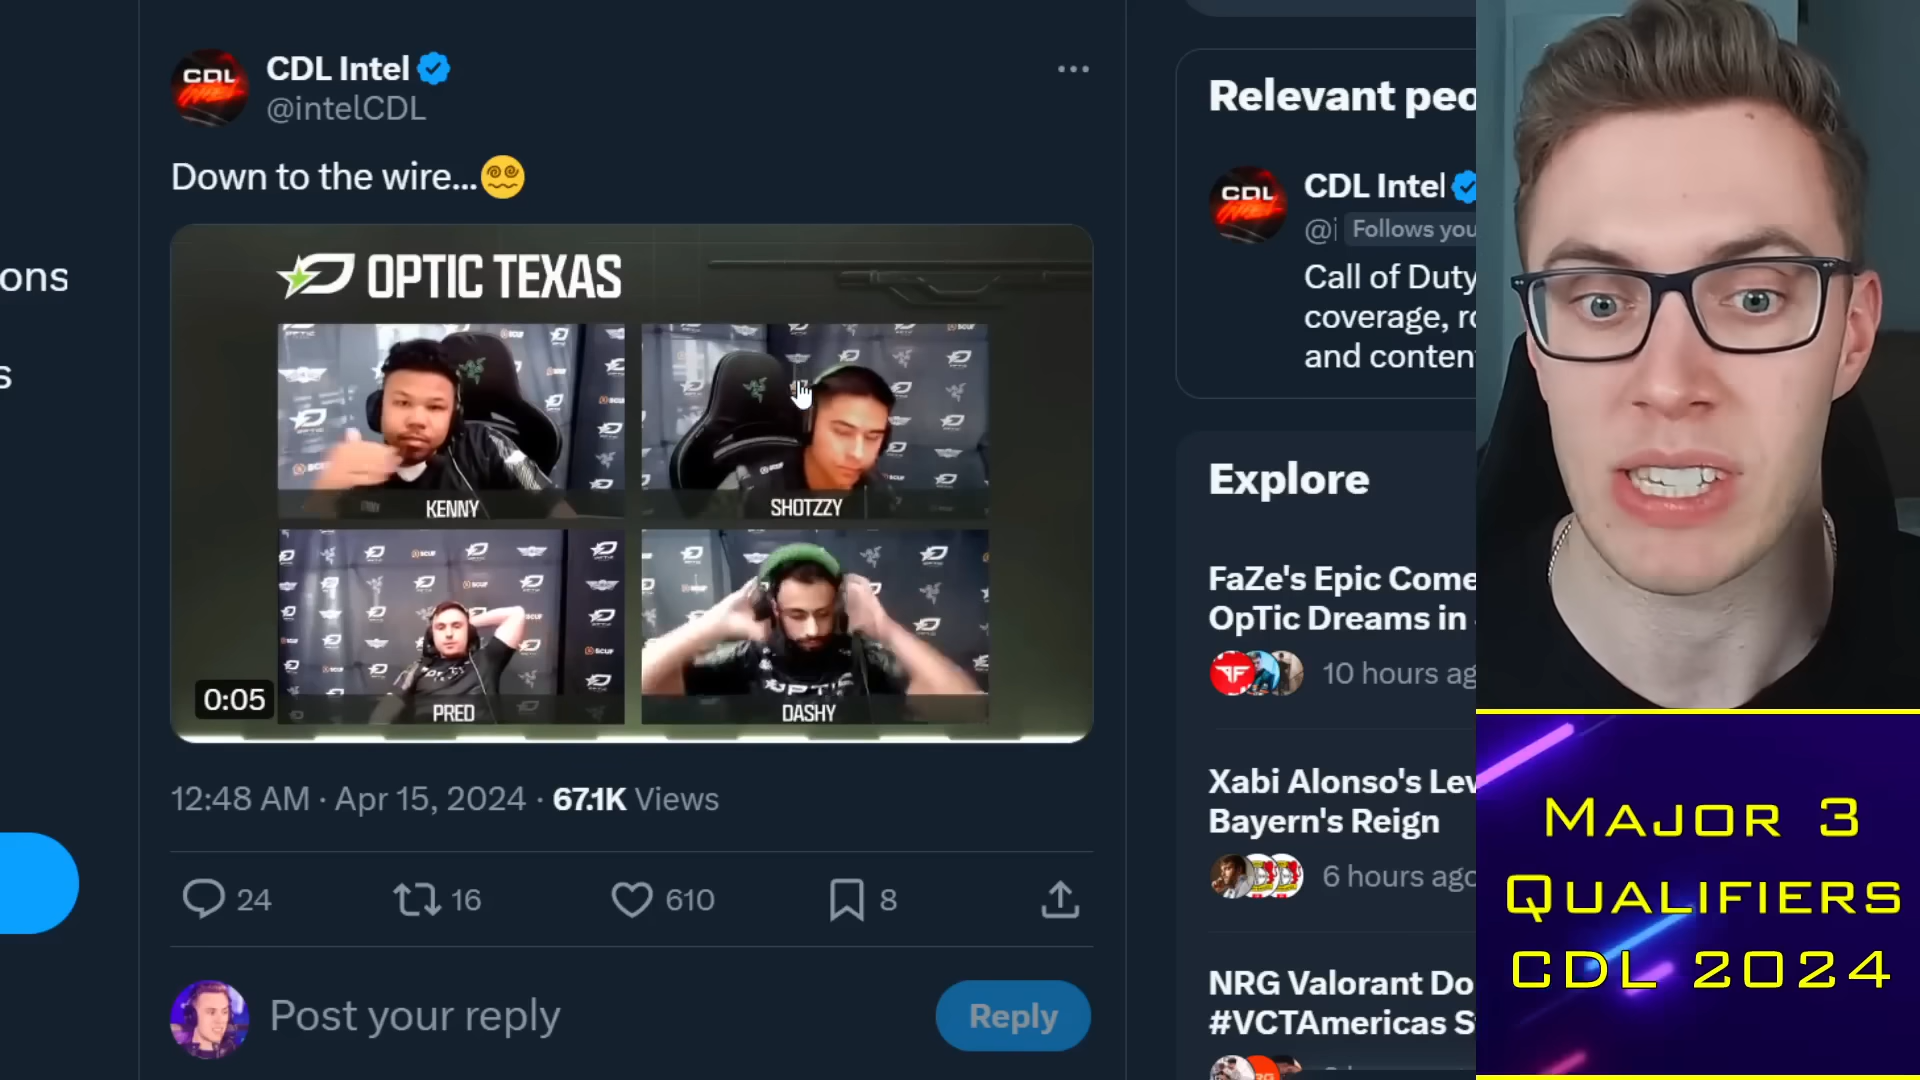 CDL Intel
@intelCDL
Down to the wire...
OPTIC TEXAS
KENNY
SHOTZZY
PRED
DASHY
0:05
12:48 AM · Apr 15, 2024 · 67.1K Views
24
16
610
8
Post your reply
Reply
ons
s
Relevant peo
CDL
CDL Intel
@i
Follows you
Call of Duty
coverage, ro
and conten
Explore
FaZe's Epic Come
OpTic Dreams in
10 hours ag
Xabi Alonso's Lev
Bayern's Reign
6 hours ago
NRG Valorant Do
#VCTAmericas S
MAJOR 3
QUALIFIERS
CDL 2024